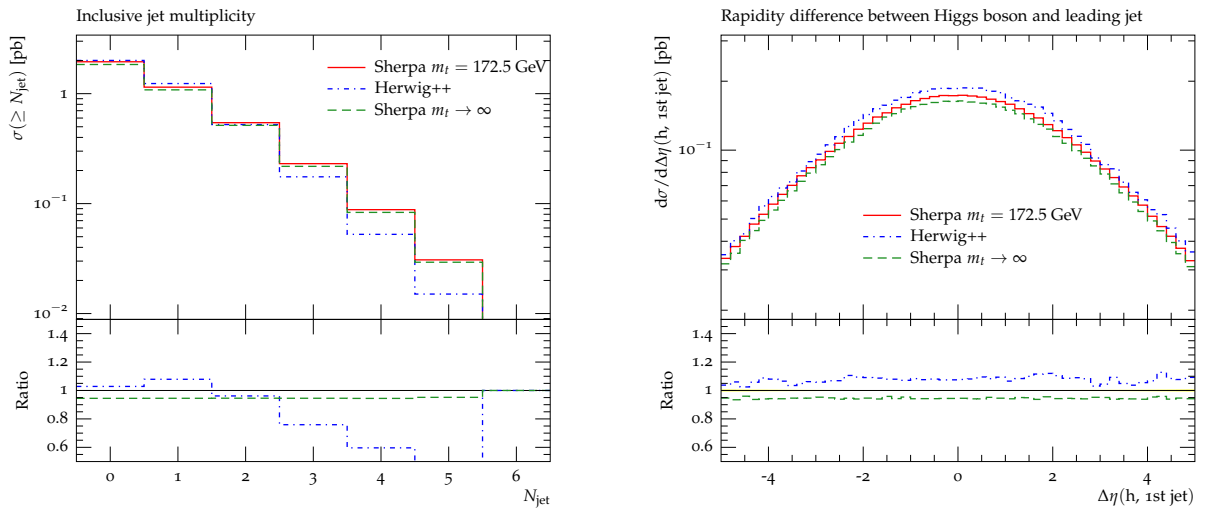 Inclusive jet multiplicity
σ(≥ N_jet) [pb]
Sherpa m_t = 172.5 GeV
Herwig++
Sherpa m_t → ∞
1
10^−1
10^−2
1.4
1.2
1
0.8
0.6
Ratio
0 1 2 3 4 5 6
N_jet
Rapidity difference between Higgs boson and leading jet
dσ/dΔη(h, 1st jet) [pb]
10^−1
Sherpa m_t = 172.5 GeV
Herwig++
Sherpa m_t → ∞
1.4
1.2
1
0.8
0.6
Ratio
-4 -2 0 2 4
Δη(h, 1st jet)